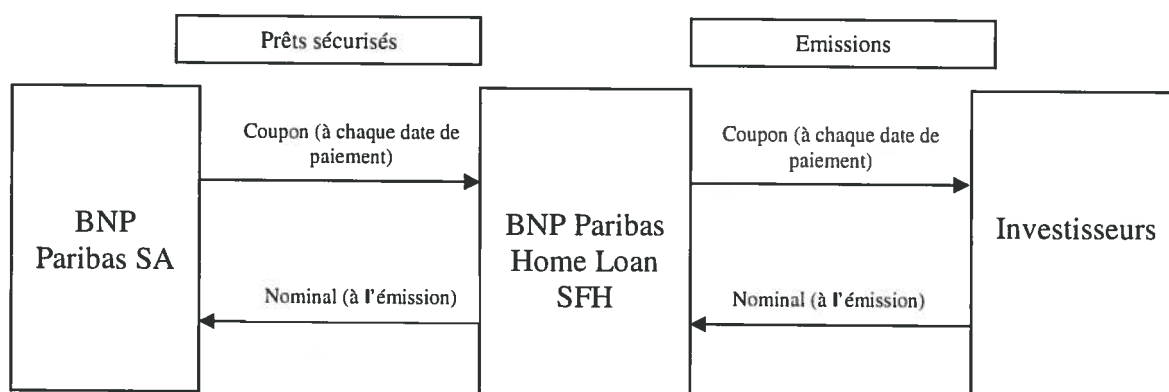 Prêts sécurisés
Emissions
BNP
Paribas SA
Coupon (à chaque date de
paiement)
Nominal (à l'émission)
BNP Paribas
Home Loan
SFH
Coupon (à chaque date de
paiement)
Nominal (à l'émission)
Investisseurs